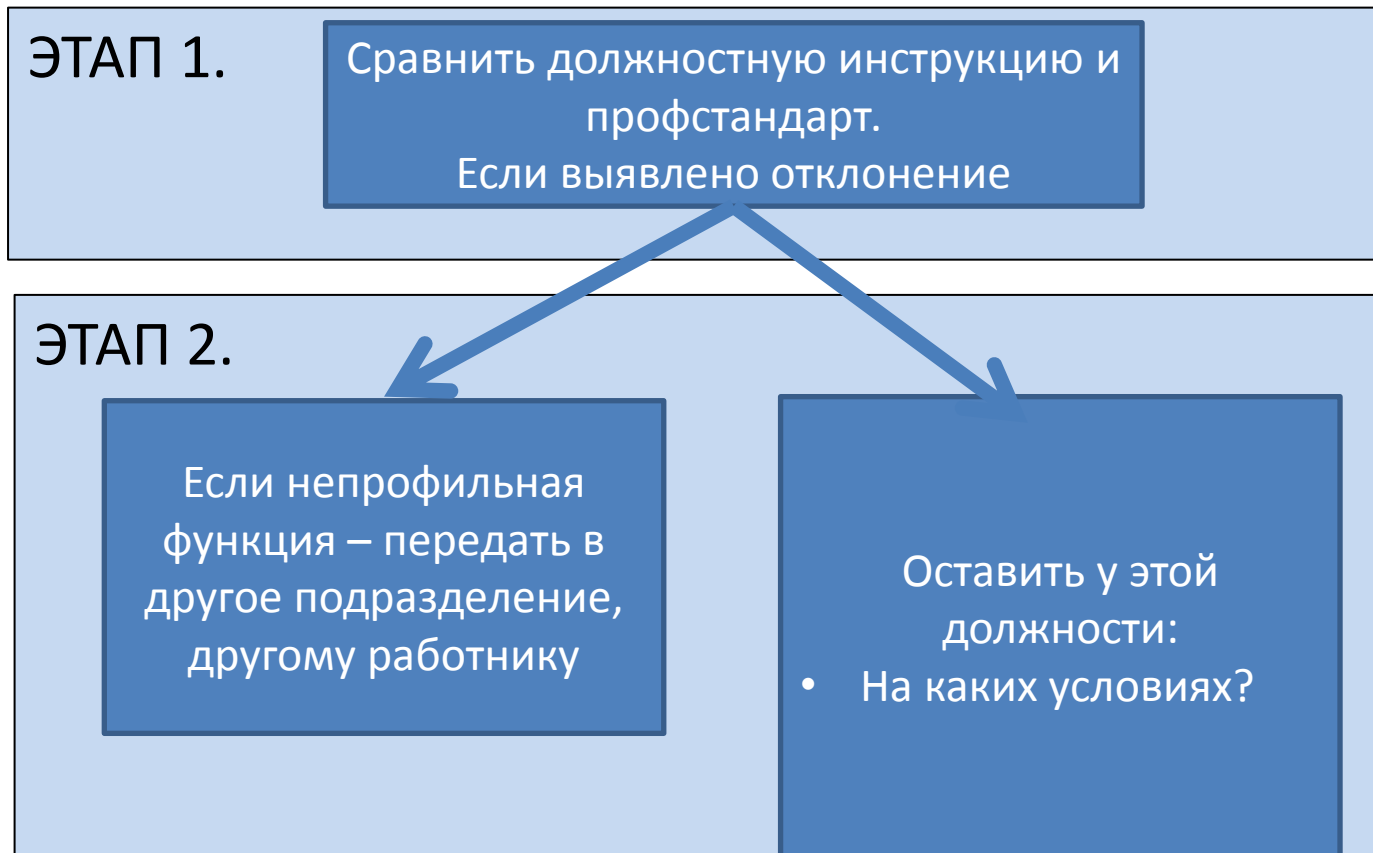 ЭТАП 1.
Сравнить должностную инструкцию и
профстандарт.
Если выявлено отклонение
ЭТАП 2.
Если непрофильная
функция – передать в
другое подразделение,
другому работнику
Оставить у этой
должности:
• На каких условиях?